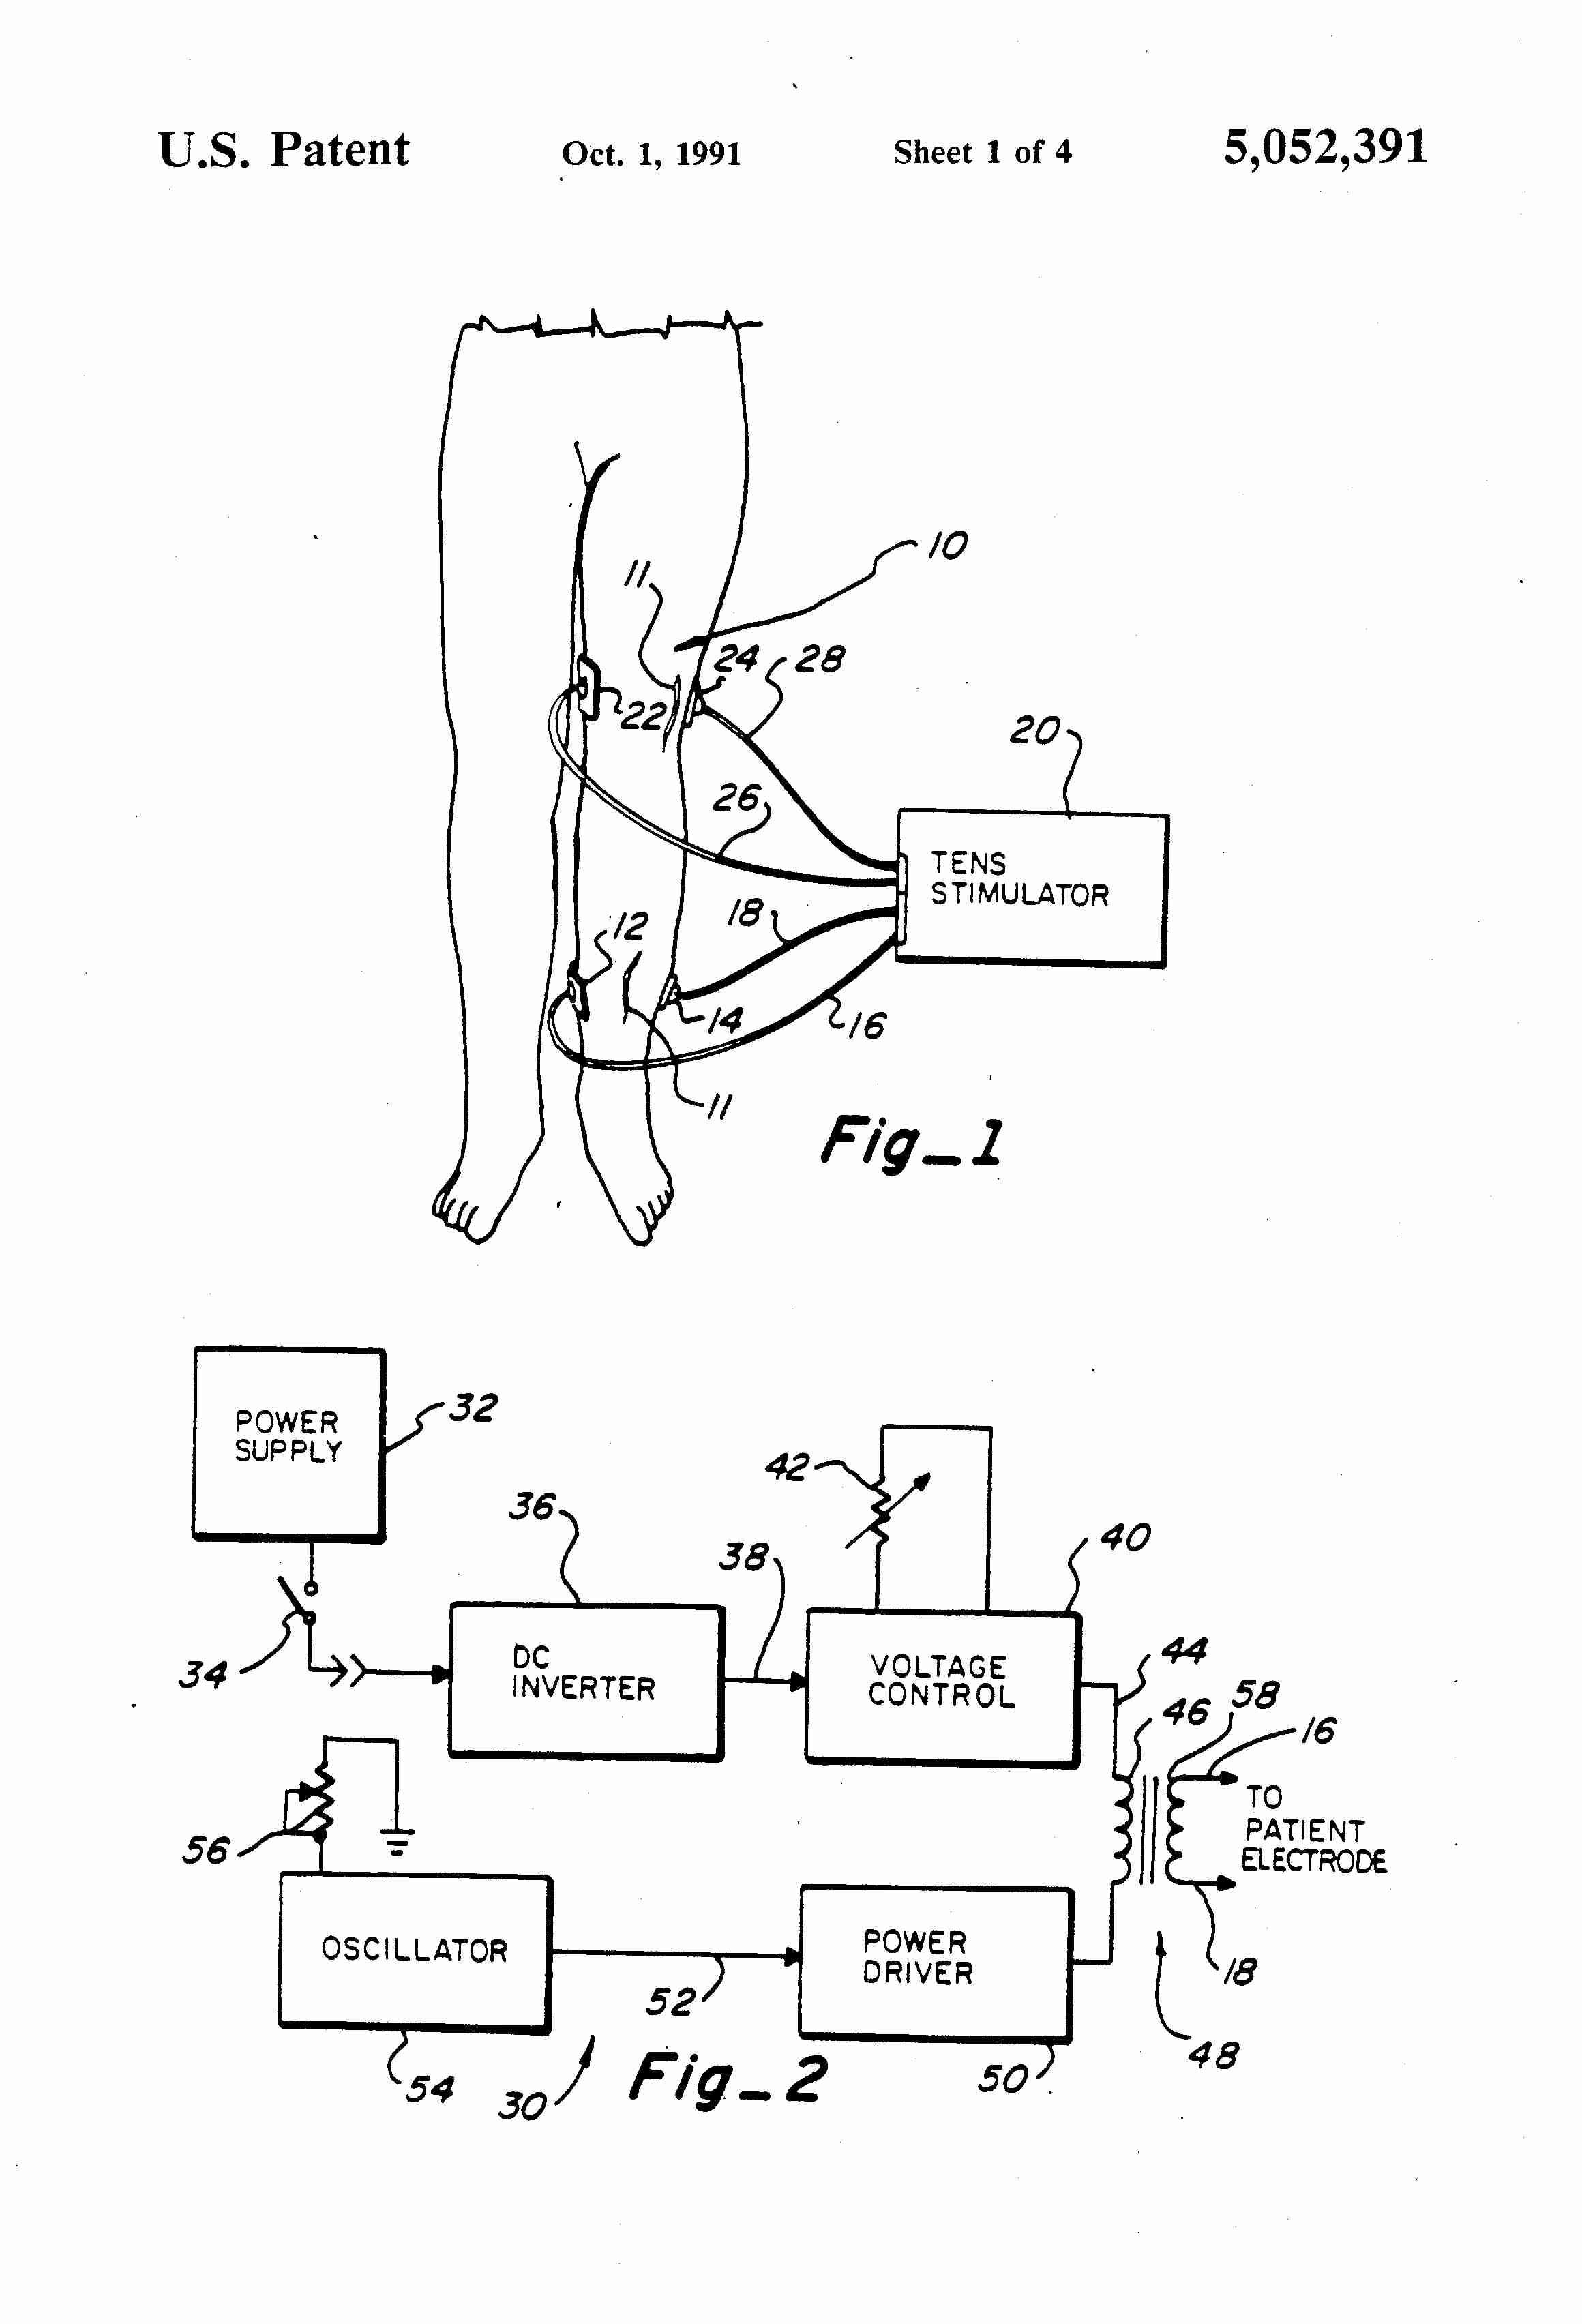 U.S. Patent Oct. 1, 1991 Sheet 1 of 4 5,052,391
10
11
24 28
22
20
26
TENS
STIMULATOR
18
12
14
16
11
Fig_1
POWER
SUPPLY
32
42
36
38
40
34
DC
INVERTER
VOLTAGE
CONTROL
44
46
58
16
TO
PATIENT
ELECTRODE
56
OSCILLATOR
POWER
DRIVER
52
18
48
54
30
Fig_2
50